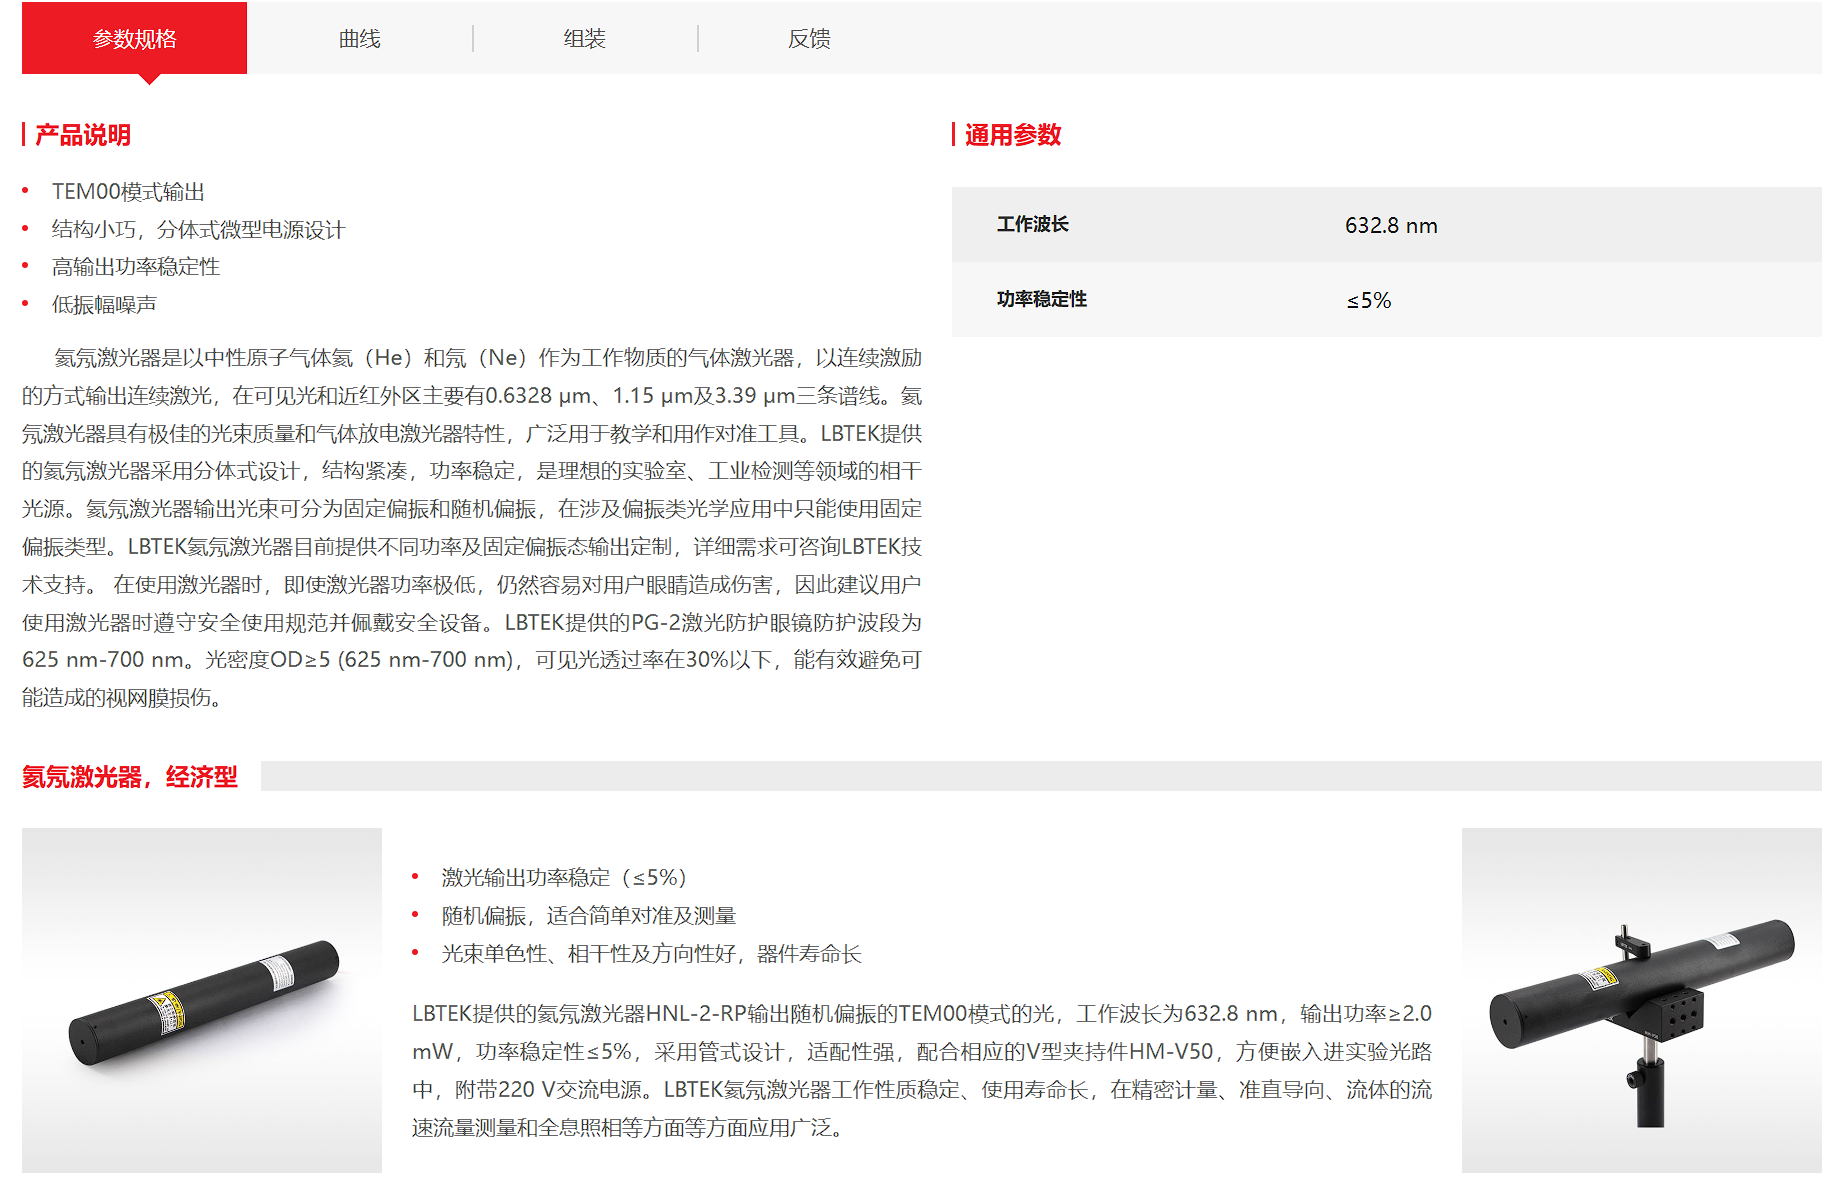 参数规格
曲线
组装
反馈
产品说明
TEM00模式输出
结构小巧，分体式微型电源设计
高输出功率稳定性
低振幅噪声
氦氖激光器是以中性原子气体氦（He）和氖（Ne）作为工作物质的气体激光器，以连续激励
的方式输出连续激光，在可见光和近红外区主要有0.6328 μm、1.15 μm及3.39 μm三条谱线。氦
氖激光器具有极佳的光束质量和气体放电激光器特性，广泛用于教学和用作对准工具。LBTEK提供
的氦氖激光器采用分体式设计，结构紧凑，功率稳定，是理想的实验室、工业检测等领域的相干
光源。氦氖激光器输出光束可分为固定偏振和随机偏振，在涉及偏振类光学应用中只能使用固定
偏振类型。LBTEK氦氖激光器目前提供不同功率及固定偏振态输出定制，详细需求可咨询LBTEK技
术支持。 在使用激光器时，即使激光器功率极低，仍然容易对用户眼睛造成伤害，因此建议用户
使用激光器时遵守安全使用规范并佩戴安全设备。LBTEK提供的PG-2激光防护眼镜防护波段为
625 nm-700 nm。光密度OD≥5 (625 nm-700 nm)，可见光透过率在30%以下，能有效避免可
能造成的视网膜损伤。
通用参数
工作波长 632.8 nm
功率稳定性 ≤5%
氦氖激光器，经济型
激光输出功率稳定（≤5%）
随机偏振，适合简单对准及测量
光束单色性、相干性及方向性好，器件寿命长
LBTEK提供的氦氖激光器HNL-2-RP输出随机偏振的TEM00模式的光，工作波长为632.8 nm，输出功率≥2.0
mW，功率稳定性≤5%，采用管式设计，适配性强，配合相应的V型夹持件HM-V50，方便嵌入进实验光路
中，附带220 V交流电源。LBTEK氦氖激光器工作性质稳定、使用寿命长，在精密计量、准直导向、流体的流
速流量测量和全息照相等方面等方面应用广泛。